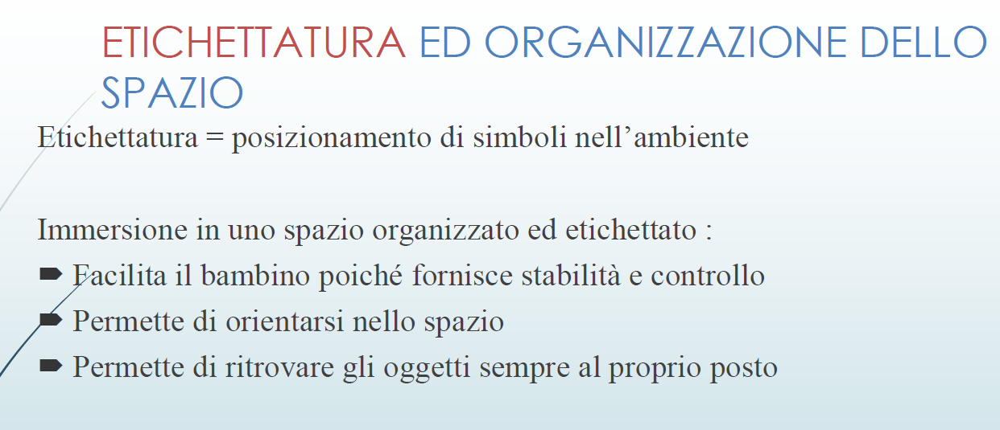 ETICHETTATURA ED ORGANIZZAZIONE DELLO
SPAZIO
Etichettatura = posizionamento di simboli nell’ambiente
Immersione in uno spazio organizzato ed etichettato :
Facilita il bambino poiché fornisce stabilità e controllo
Permette di orientarsi nello spazio
Permette di ritrovare gli oggetti sempre al proprio posto